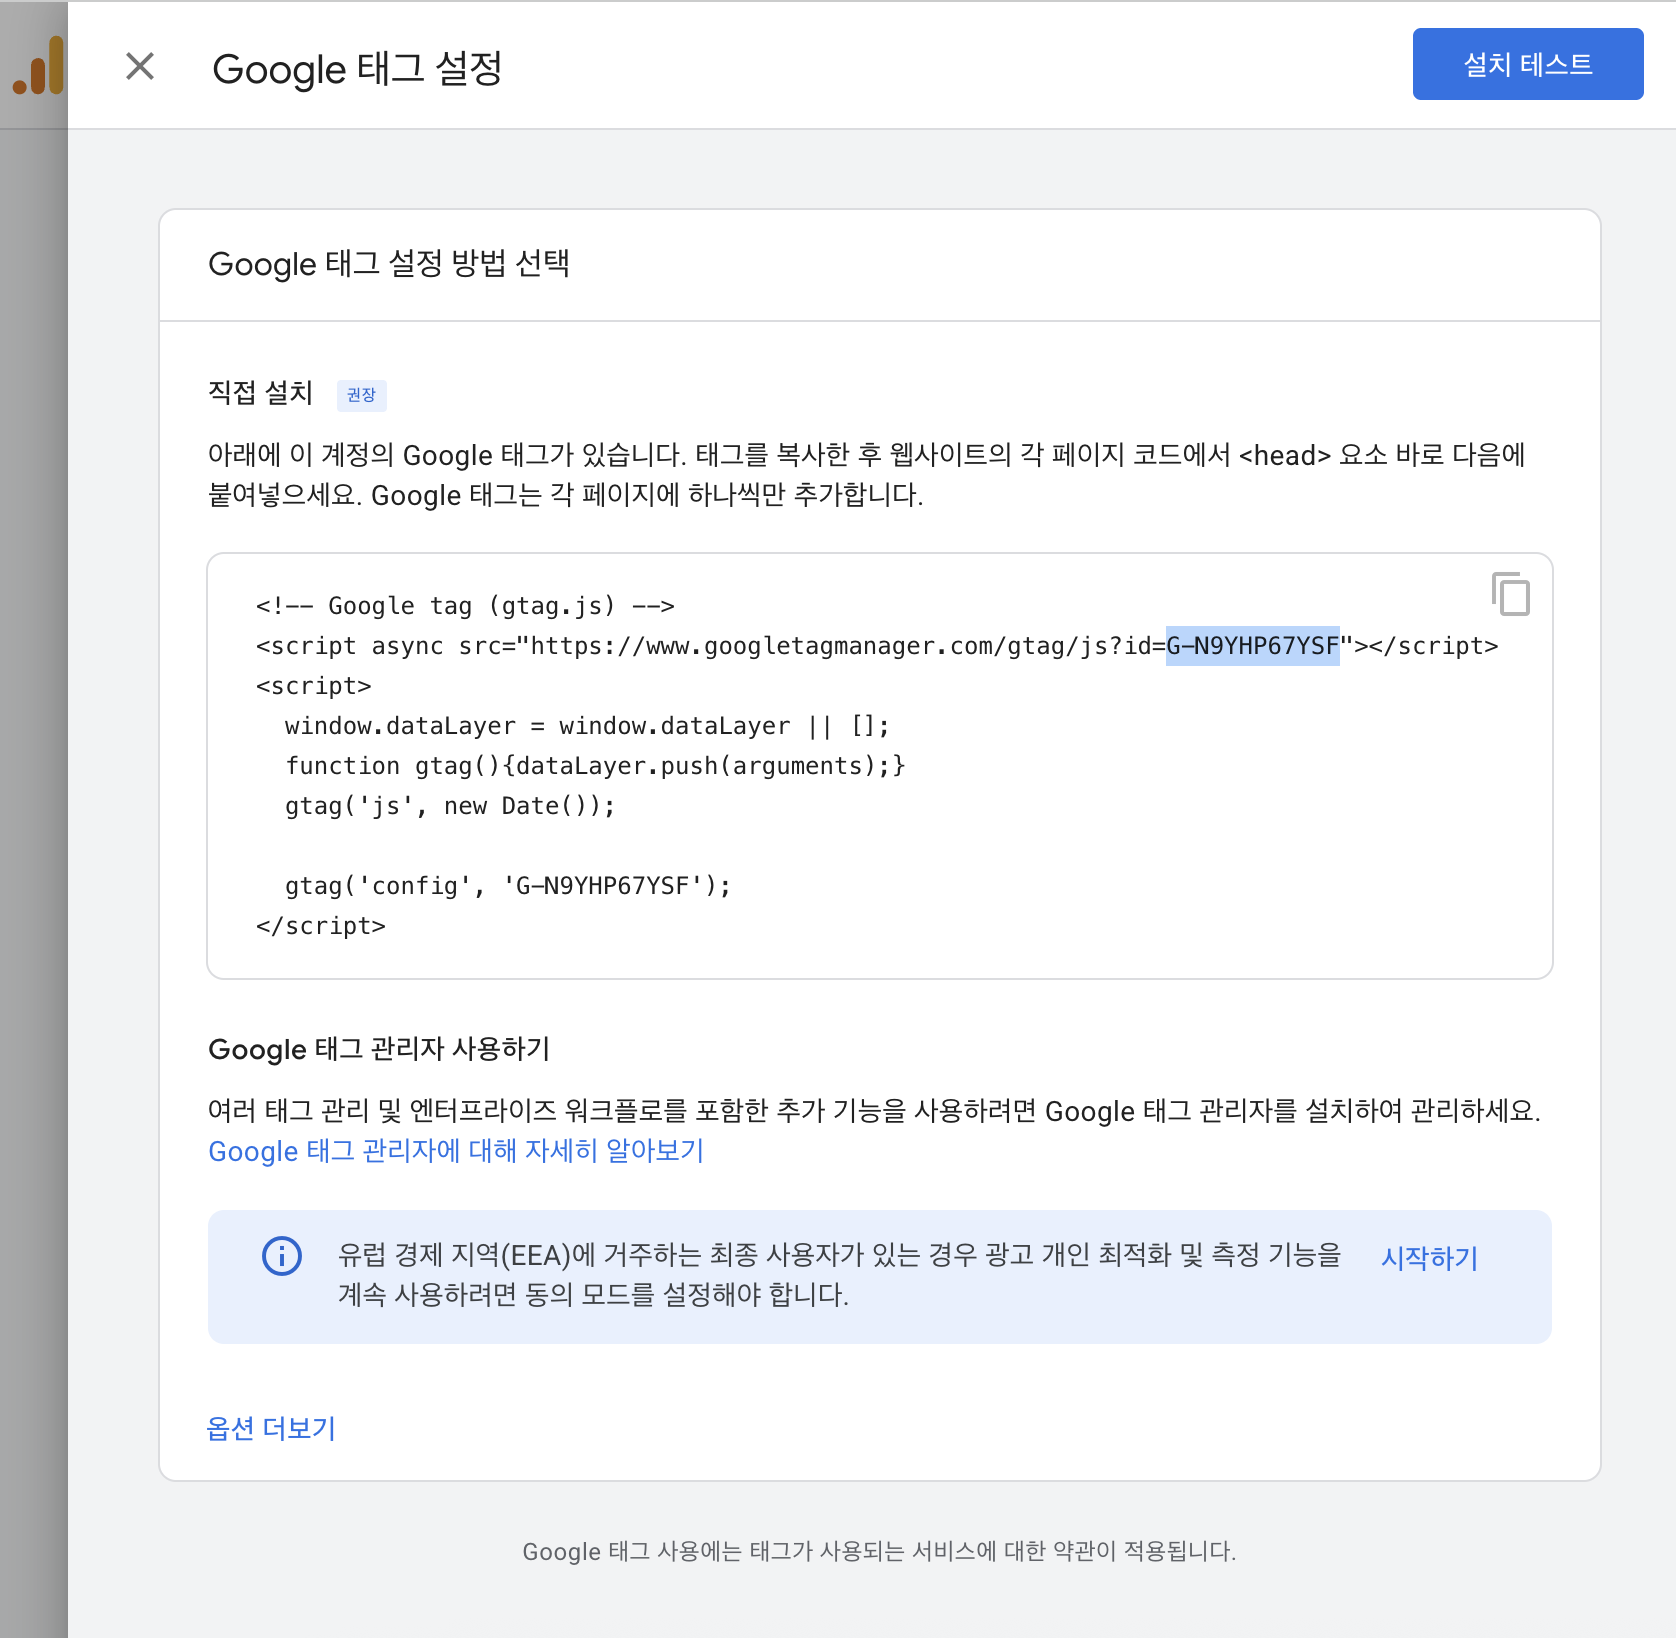 Google 태그 설정
설치 테스트
Google 태그 설정 방법 선택
직접 설치 권장
아래에 이 계정의 Google 태그가 있습니다. 태그를 복사한 후 웹사이트의 각 페이지 코드에서 <head> 요소 바로 다음에
붙여넣으세요. Google 태그는 각 페이지에 하나씩만 추가합니다.
<!-- Google tag (gtag.js) -->
<script async src="https://www.googletagmanager.com/gtag/js?id=G-N9YHP67YSF"></script>
<script>
  window.dataLayer = window.dataLayer || [];
  function gtag(){dataLayer.push(arguments);}
  gtag('js', new Date());

  gtag('config', 'G-N9YHP67YSF');
</script>
Google 태그 관리자 사용하기
여러 태그 관리 및 엔터프라이즈 워크플로를 포함한 추가 기능을 사용하려면 Google 태그 관리자를 설치하여 관리하세요.
Google 태그 관리자에 대해 자세히 알아보기
유럽 경제 지역(EEA)에 거주하는 최종 사용자가 있는 경우 광고 개인 최적화 및 측정 기능을
계속 사용하려면 동의 모드를 설정해야 합니다.
시작하기
옵션 더보기
Google 태그 사용에는 태그가 사용되는 서비스에 대한 약관이 적용됩니다.